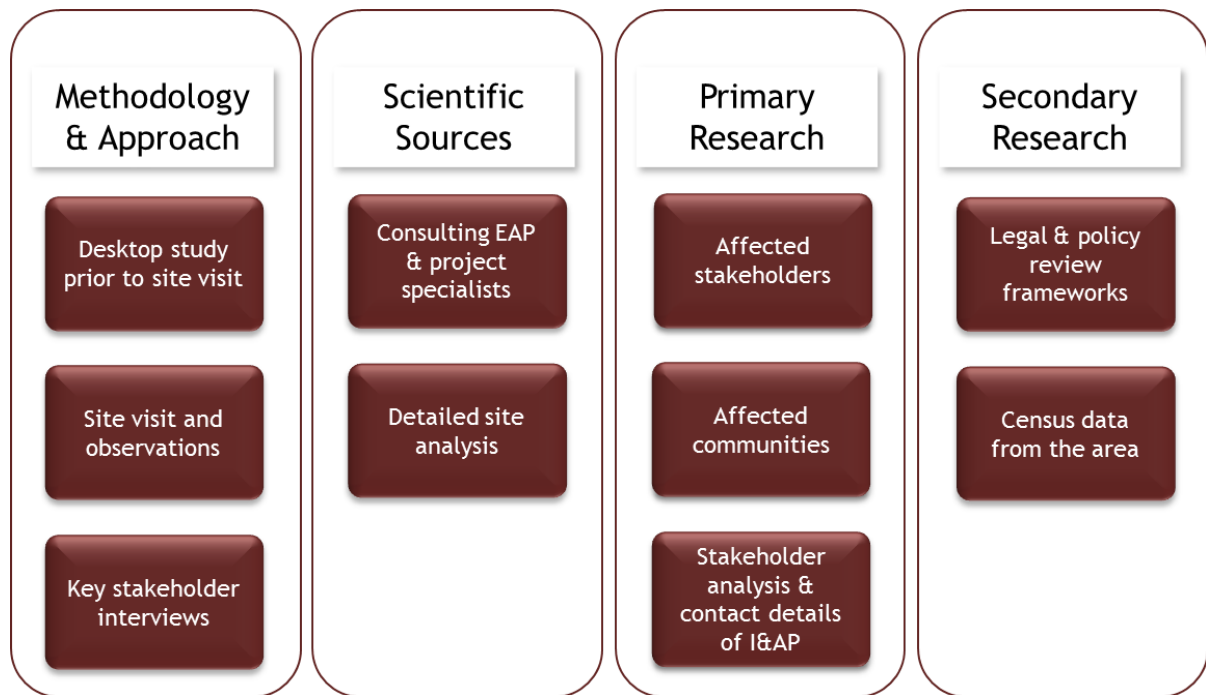 Methodology
& Approach
Desktop study
prior to site visit
Site visit and
observations
Key stakeholder
interviews
Scientific
Sources
Consulting EAP
& project
specialists
Detailed site
analysis
Primary
Research
Affected
stakeholders
Affected
communities
Stakeholder
analysis &
contact details
of I&AP
Secondary
Research
Legal & policy
review
frameworks
Census data
from the area